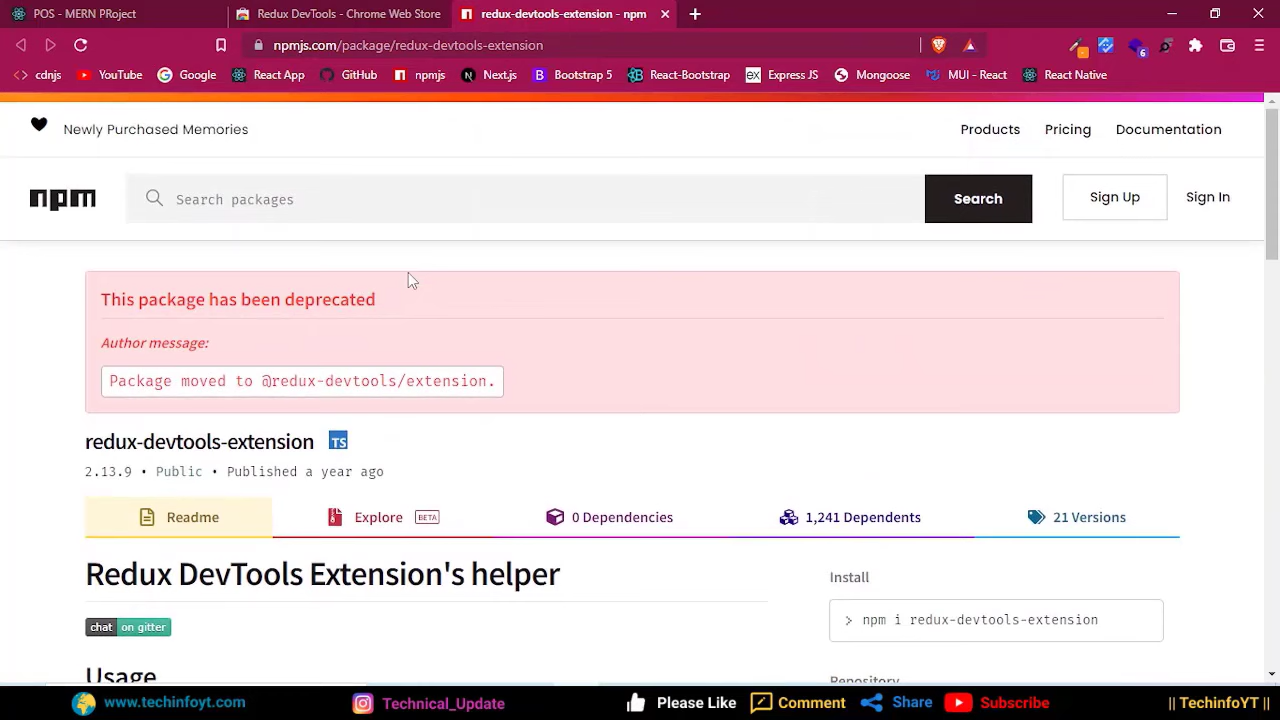 POS - MERN PRoject
Redux DevTools - Chrome Web Store
redux-devtools-extension - npm
npmjs.com/package/redux-devtools-extension
6
cdnjs
YouTube
Google
React App
GitHub
npmjs
Next.js
B Bootstrap 5
React-Bootstrap
ex Express JS
Mongoose
MUI - React
React Native
Newly Purchased Memories
Products
Pricing
Documentation
npm
Search packages
Search
Sign Up
Sign In
This package has been deprecated
Author message:
Package moved to @redux-devtools/extension.
redux-devtools-extension TS
2.13.9 • Public • Published a year ago
Readme
Explore BETA
0 Dependencies
1,241 Dependents
21 Versions
Redux DevTools Extension's helper
chat on gitter
Usage
Install
> npm i redux-devtools-extension
Repository
www.techinfoyt.com
Technical_Update
Please Like
Comment
Share
Subscribe
|| TechinfoYT ||